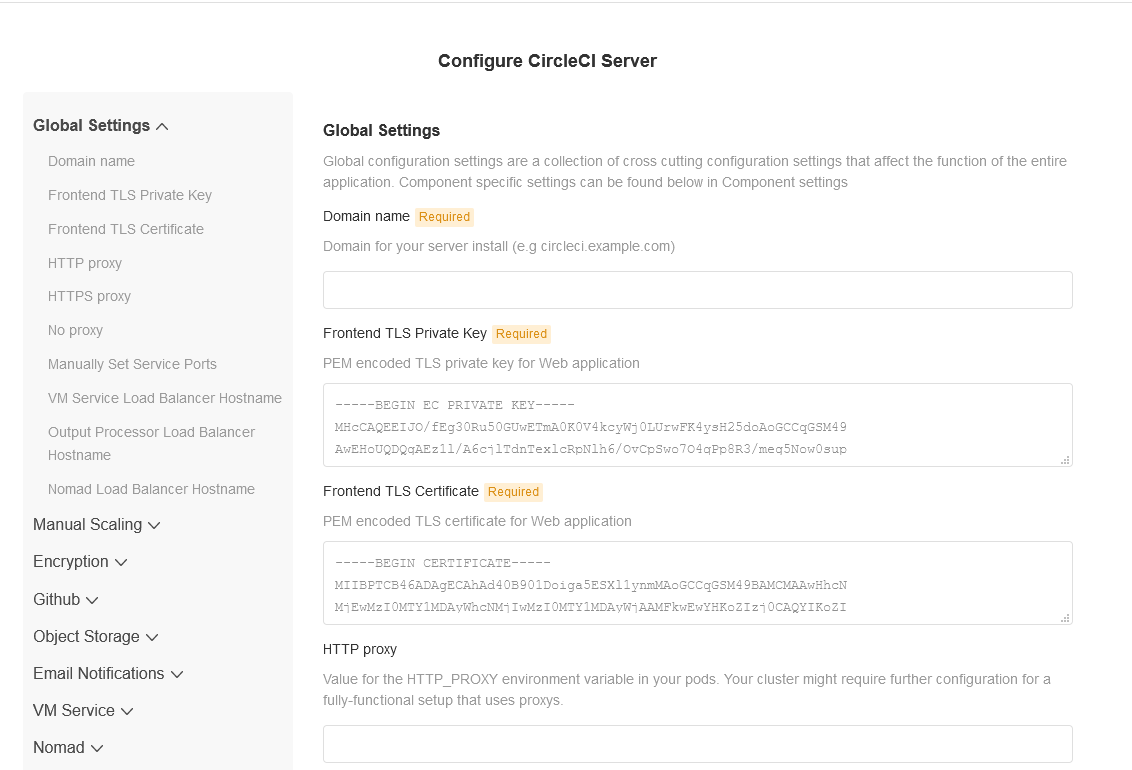 Configure CircleCI Server
Global Settings
Domain name
Frontend TLS Private Key
Frontend TLS Certificate
HTTP proxy
HTTPS proxy
No proxy
Manually Set Service Ports
VM Service Load Balancer Hostname
Output Processor Load Balancer
Hostname
Nomad Load Balancer Hostname
Manual Scaling
Encryption
Github
Object Storage
Email Notifications
VM Service
Nomad
Global Settings
Global configuration settings are a collection of cross cutting configuration settings that affect the function of the entire
application. Component specific settings can be found below in Component settings
Domain name Required
Domain for your server install (e.g circleci.example.com)
Frontend TLS Private Key Required
PEM encoded TLS private key for Web application
-----BEGIN EC PRIVATE KEY-----
MHcCAQEEIJO/fEg30Ru50GUwETmA0K0V4kcyWj0LUrwFK4ysH25doAoGCCqGSM49
AwEHoUQDQgAEz1l/A6cjlTdnTexlcRpNlh6/OvCpSwo7O4qPp8R3/meq5Now0sup
Frontend TLS Certificate Required
PEM encoded TLS certificate for Web application
-----BEGIN CERTIFICATE-----
MIIBPTCB46ADAgECAhAd40B901Doiga5ESXl1ynmMAoGCCqGSM49BAMCMAAwHhcN
MjEwMzI0MTY1MDAyWhcNMjIwMzI0MTY1MDAyWjAAMFkwEwYHKoZIzj0CAQYIKoZI
HTTP proxy
Value for the HTTP_PROXY environment variable in your pods. Your cluster might require further configuration for a
fully-functional setup that uses proxys.